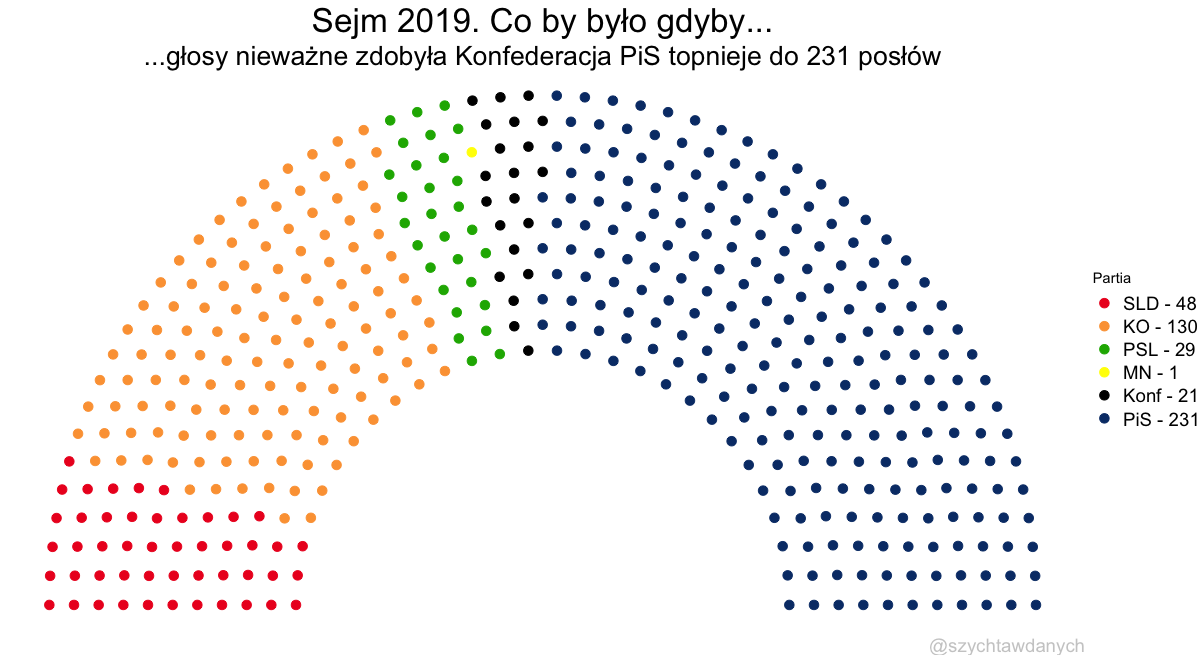 Sejm 2019. Co by było gdyby...
...głosy nieważne zdobyła Konfederacja PiS topnieje do 231 posłów
Partia
SLD - 48
KO - 130
PSL - 29
MN - 1
Konf - 21
PiS - 231
@szychtawdanych